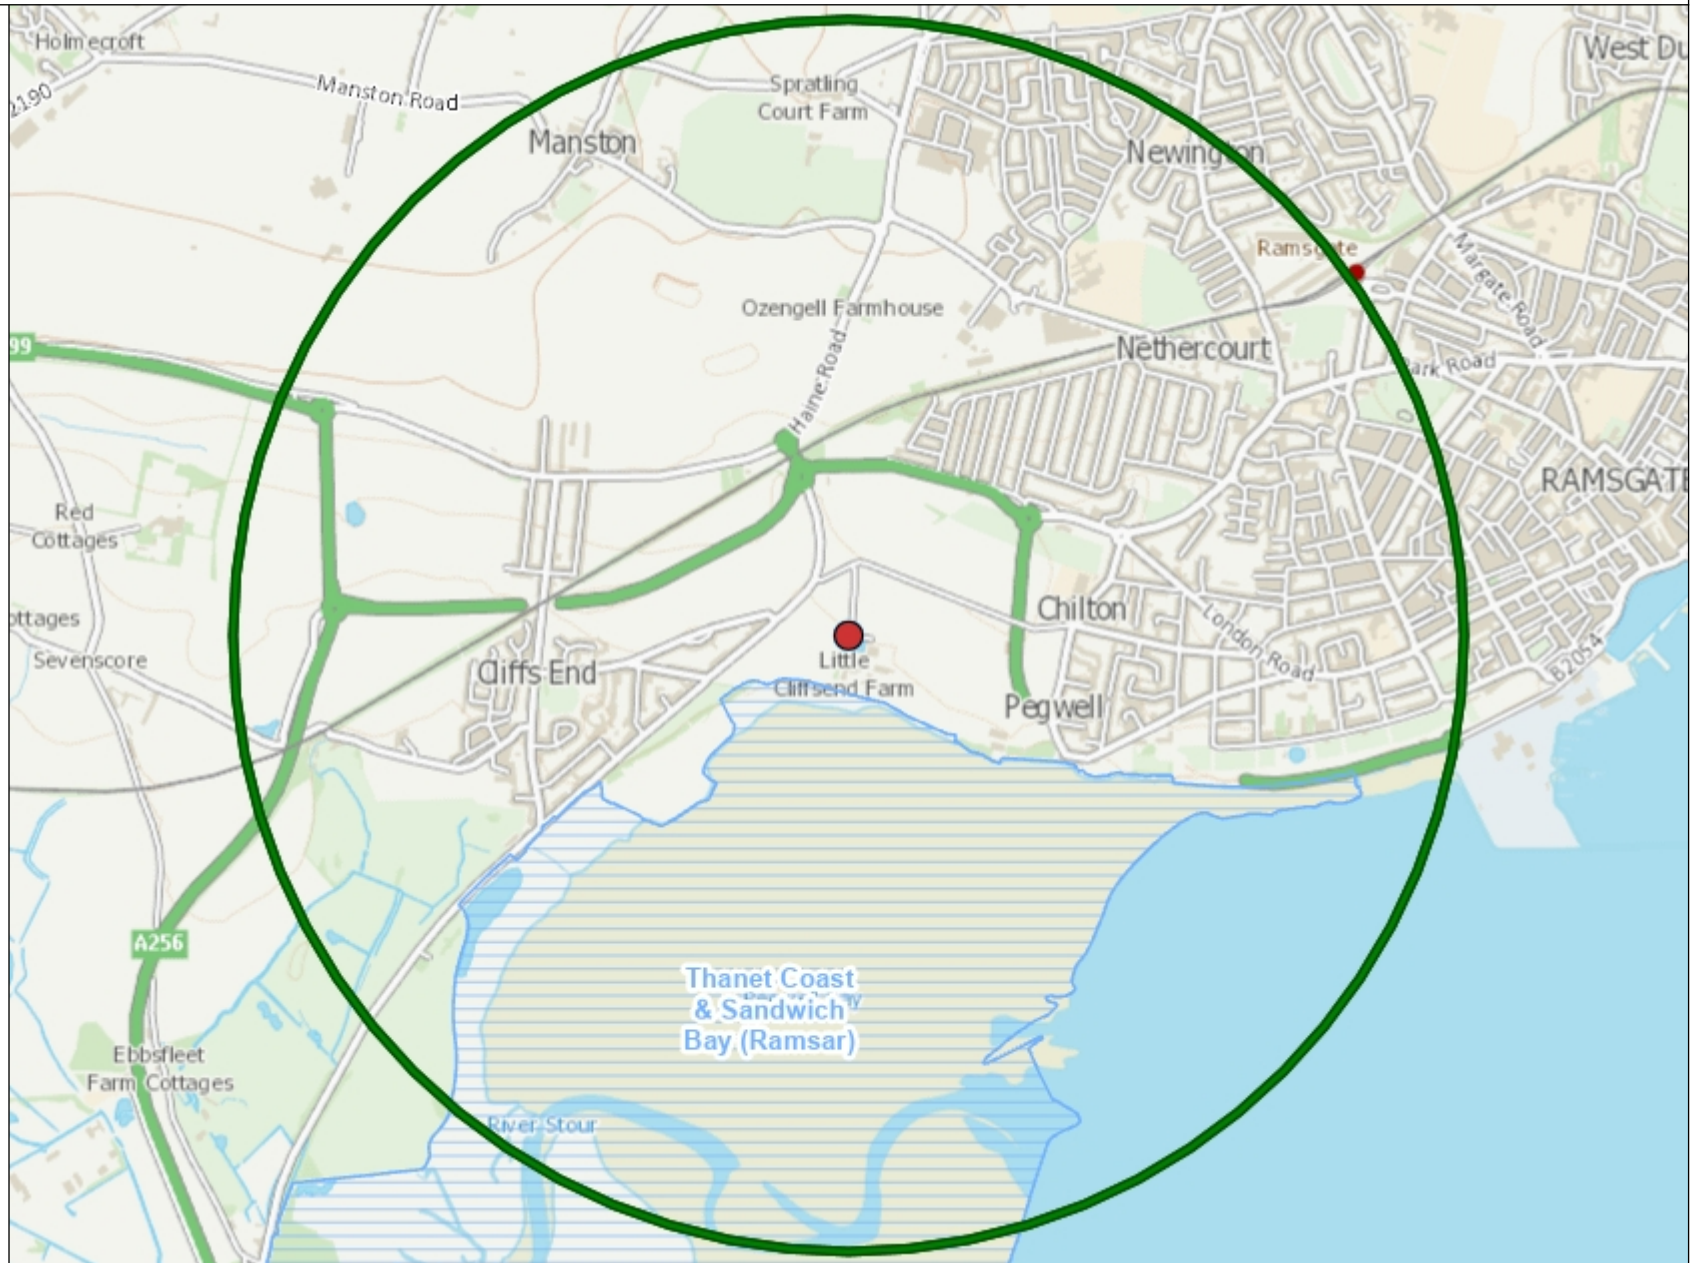 Holmecroft
West Du
Manston Road
Spratling
Court Farm
2190
Manston
Newington
Ramsgate
Margate Road
Ozengell Farmhouse
99
Nethercourt
Park Road
Haine Road
RAMSGATE
Red
Cottages
Chilton
ottages
London Road
B2054
Sevenscore
Cliffs End
Little
Cliffsend Farm
Pegwell
A256
Thanet Coast
& Sandwich
Bay (Ramsar)
Ebbsfleet
Farm Cottages
River Stour